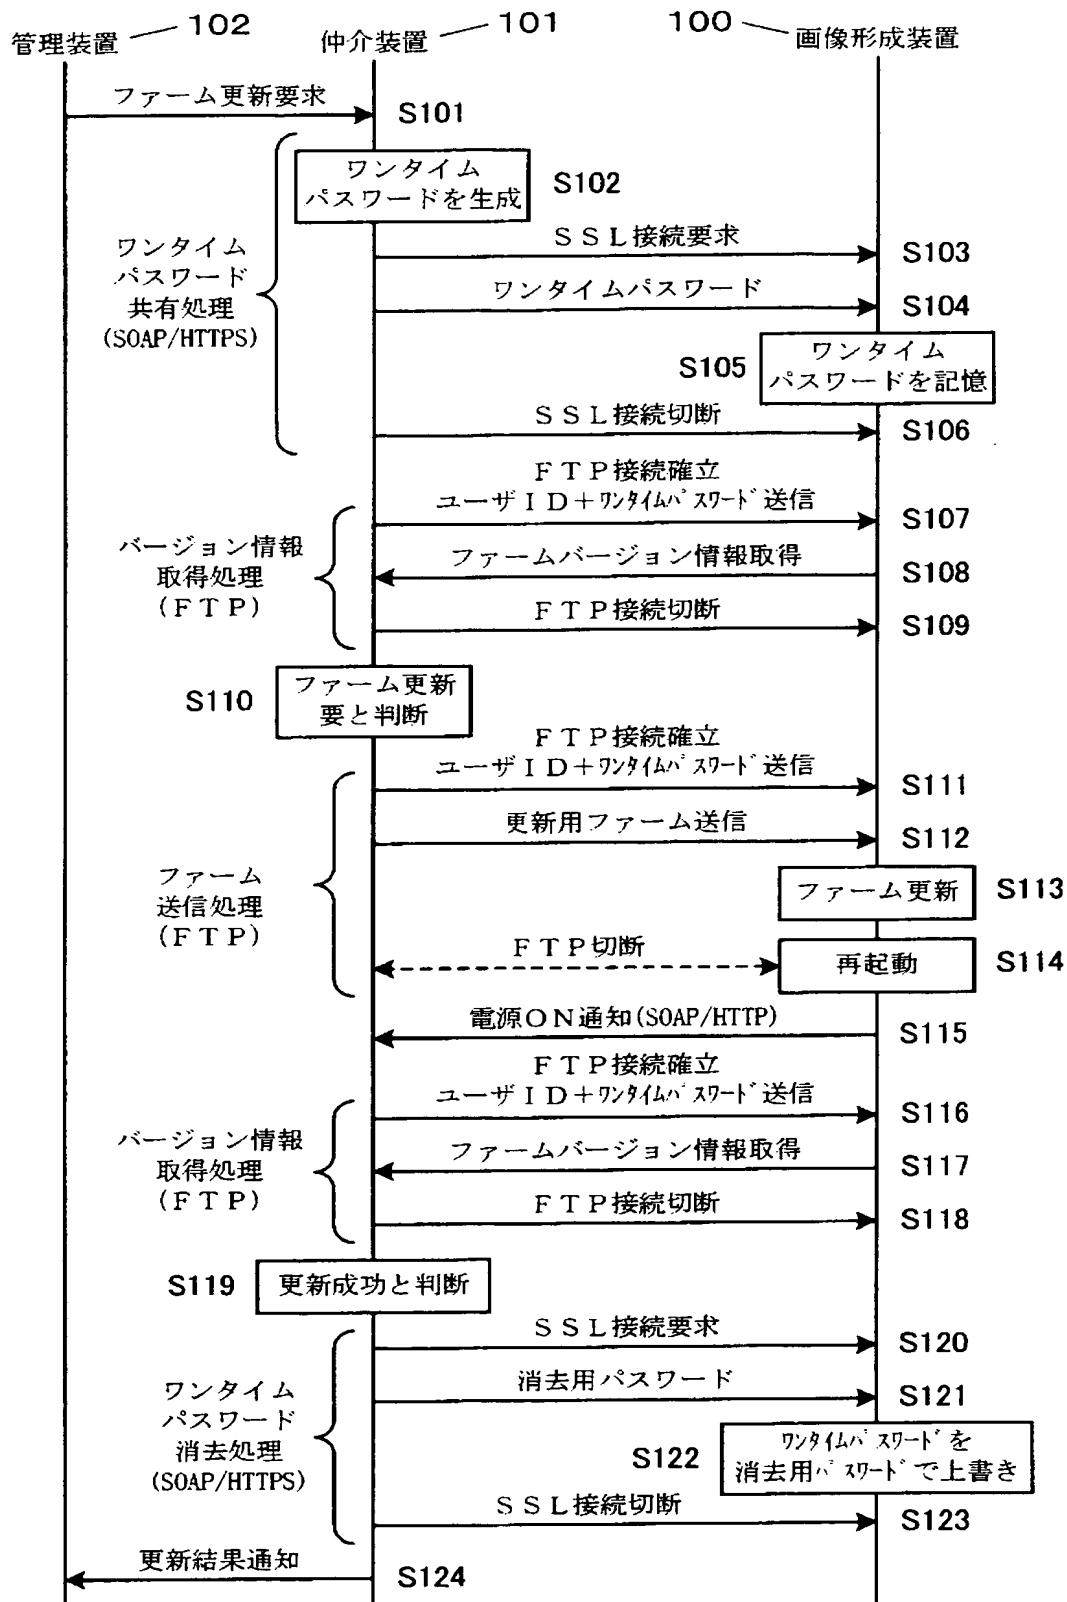 管理装置
102
仲介装置
101
100
画像形成装置
ファーム更新要求
S101
ワンタイム
パスワードを生成
S102
ワンタイム
パスワード
共有処理
(SOAP/HTTPS)
SSL接続要求
S103
ワンタイムパスワード
S104
S105
ワンタイム
パスワードを記憶
SSL接続切断
S106
FTP接続確立
ユーザID+ワンタイムパスワード送信
S107
バージョン情報
取得処理
(FTP)
ファームバージョン情報取得
S108
FTP接続切断
S109
S110
ファーム更新
要と判断
FTP接続確立
ユーザID+ワンタイムパスワード送信
S111
更新用ファーム送信
S112
ファーム
送信処理
(FTP)
ファーム更新
S113
FTP切断
再起動
S114
電源ON通知(SOAP/HTTP)
S115
FTP接続確立
ユーザID+ワンタイムパスワード送信
S116
バージョン情報
取得処理
(FTP)
ファームバージョン情報取得
S117
FTP接続切断
S118
S119
更新成功と判断
SSL接続要求
S120
消去用パスワード
S121
ワンタイム
パスワード
消去処理
(SOAP/HTTPS)
S122
ワンタイムパスワードを
消去用パスワードで上書き
SSL接続切断
S123
更新結果通知
S124